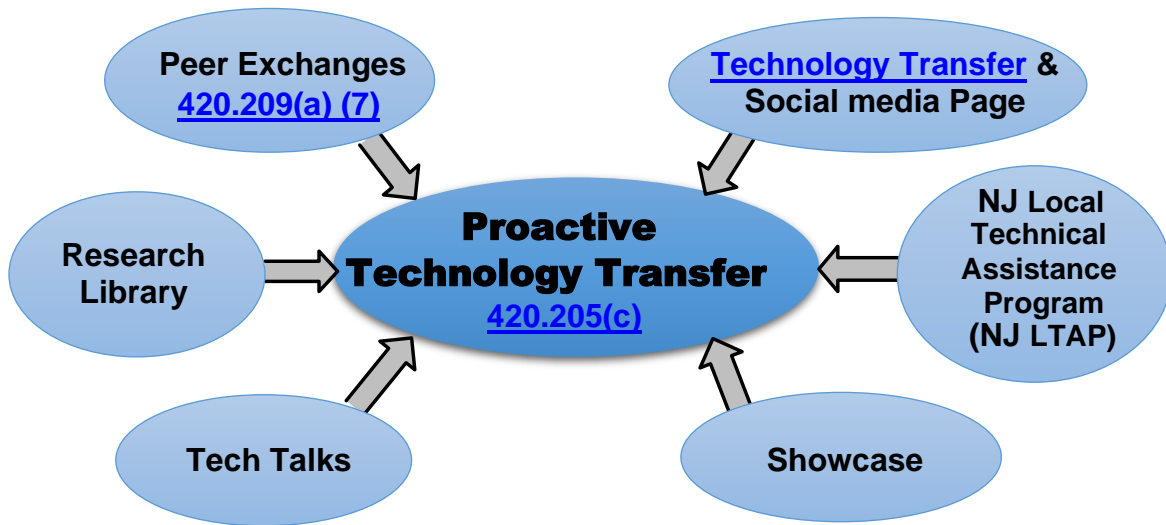 Peer Exchanges
420.209(a) (7)
Technology Transfer &
Social media Page
Research
Library
Proactive
Technology Transfer
420.205(c)
NJ Local
Technical
Assistance
Program
(NJ LTAP)
Tech Talks
Showcase